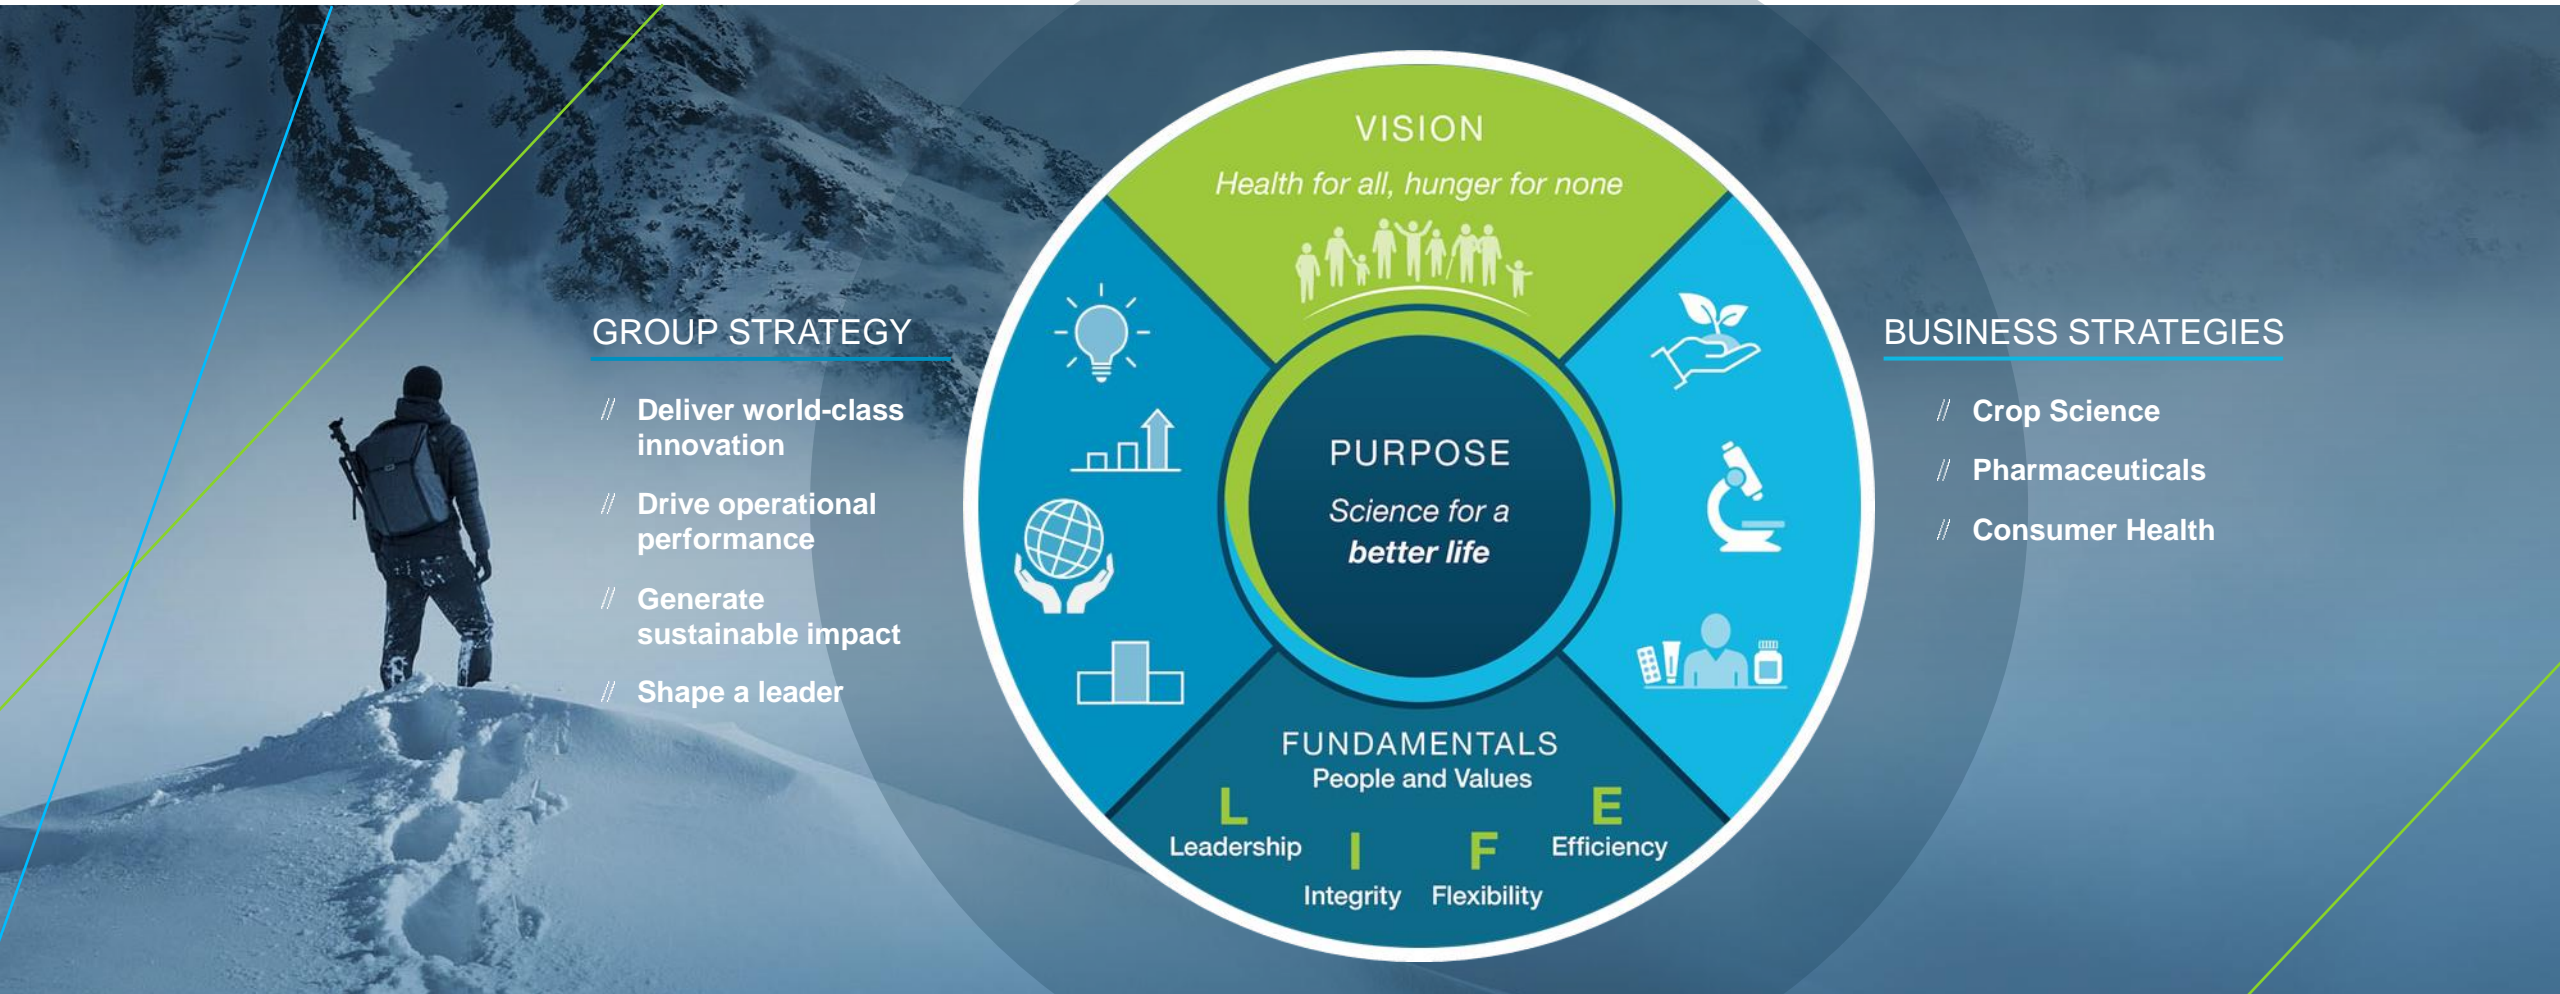 VISION
Health for all, hunger for none
GROUP STRATEGY
// Deliver world-class
innovation
// Drive operational
performance
// Generate
sustainable impact
// Shape a leader
PURPOSE
Science for a
better life
BUSINESS STRATEGIES
// Crop Science
// Pharmaceuticals
// Consumer Health
FUNDAMENTALS
People and Values
L I F E
Leadership
Integrity
Flexibility
Efficiency